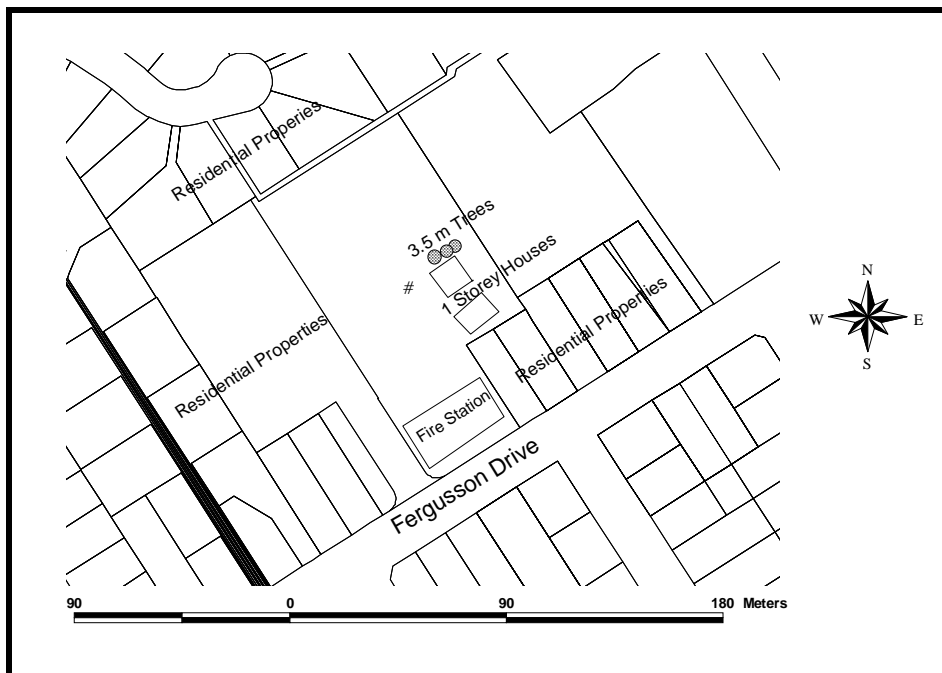 Residential Properies
3.5 m Trees
#
1 Storey Houses
Residential Properties
Residential Properties
Fire Station
Fergusson Drive
N
W
E
S
90 0 90 180 Meters